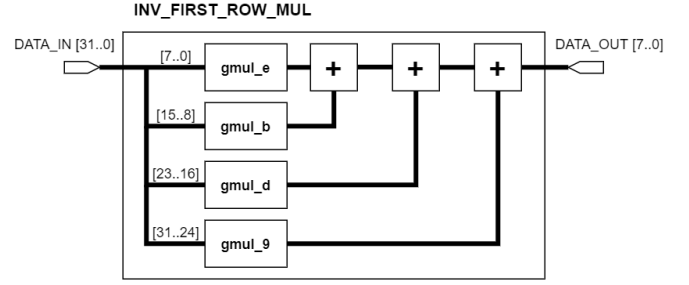 INV_FIRST_ROW_MUL
DATA_IN [31..0]
DATA_OUT [7..0]
[7..0]
gmul_e
+
+
+
[15..8]
gmul_b
[23..16]
gmul_d
[31..24]
gmul_9